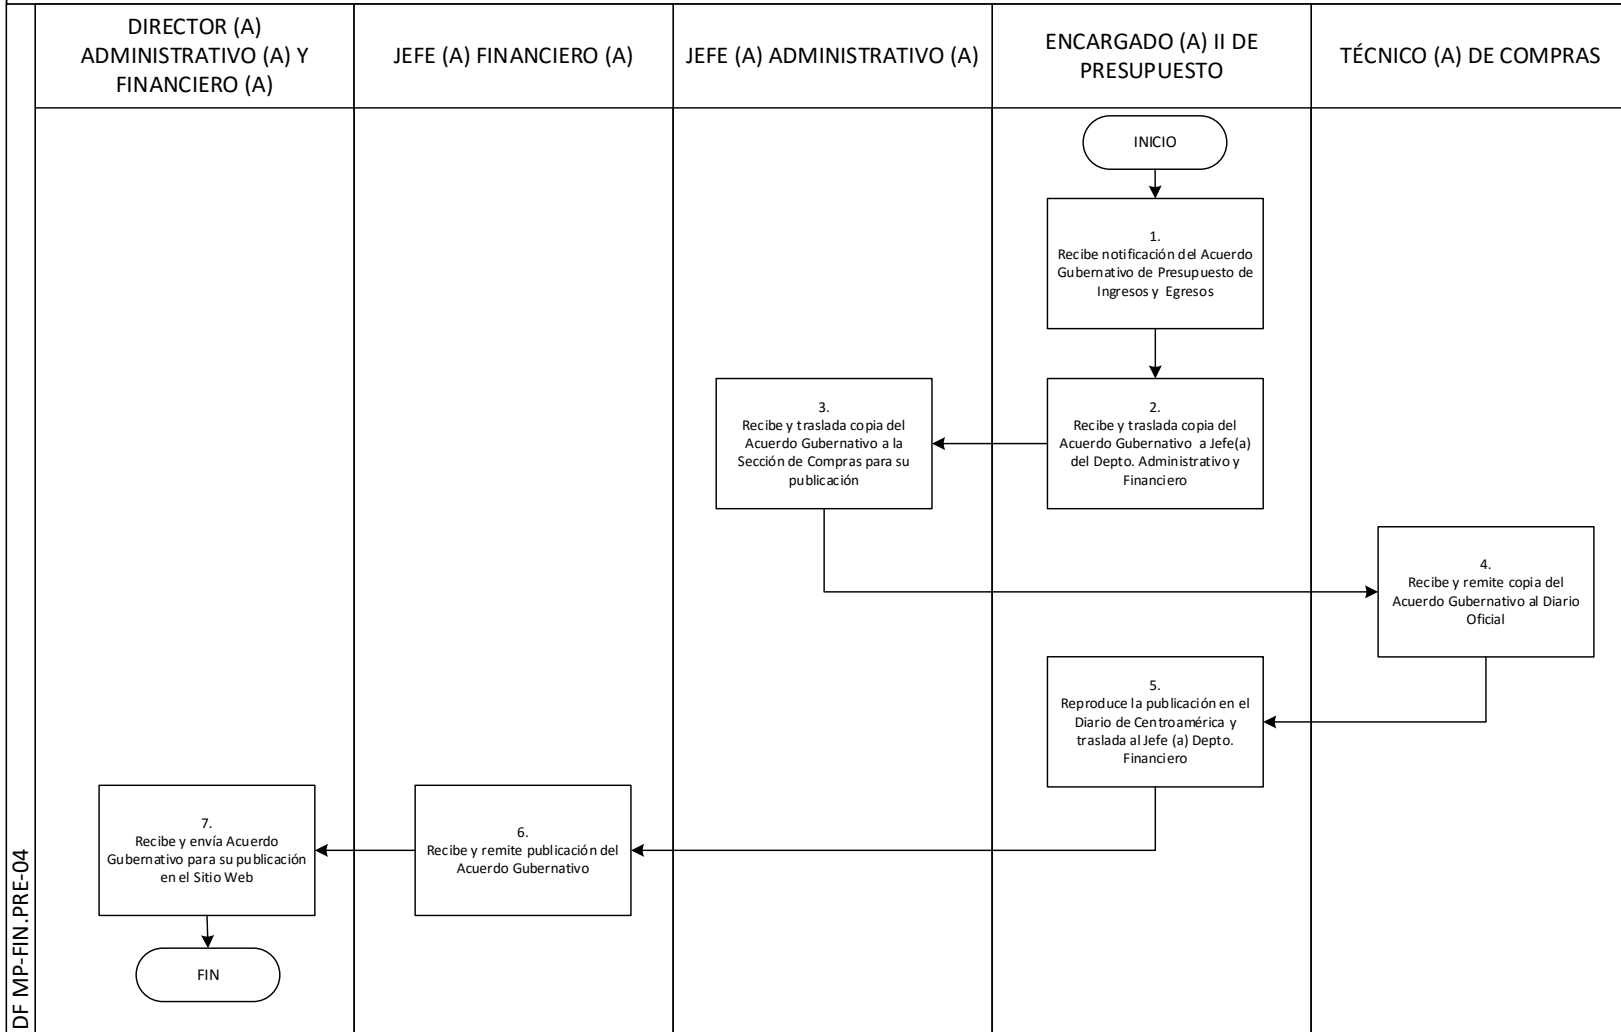 DIRECTOR (A)
ADMINISTRATIVO (A) Y
FINANCIERO (A)
JEFE (A) FINANCIERO (A)
JEFE (A) ADMINISTRATIVO (A)
ENCARGADO (A) II DE
PRESUPUESTO
TÉCNICO (A) DE COMPRAS
INICIO
1.
Recibe notificación del Acuerdo
Gubernativo de Presupuesto de
Ingresos y Egresos
2.
Recibe y traslada copia del
Acuerdo Gubernativo a Jefe(a)
del Depto. Administrativo y
Financiero
3.
Recibe y traslada copia del
Acuerdo Gubernativo a la
Sección de Compras para su
publicación
4.
Recibe y remite copia del
Acuerdo Gubernativo al Diario
Oficial
5.
Reproduce la publicación en el
Diario de Centroamérica y
traslada al Jefe (a) Depto.
Financiero
6.
Recibe y remite publicación del
Acuerdo Gubernativo
7.
Recibe y envía Acuerdo
Gubernativo para su publicación
en el Sitio Web
FIN
DF MP-FIN.PRE-04